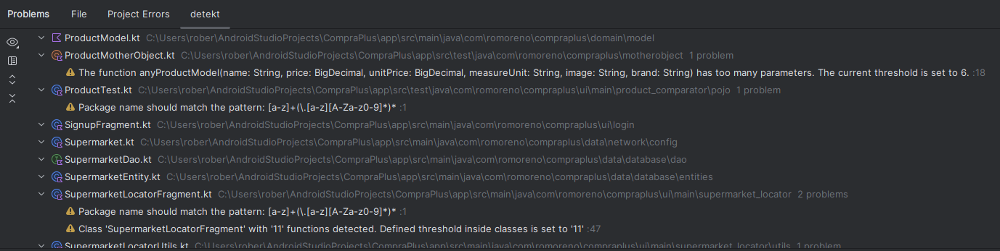 Problems File Project Errors detekt
ProductModel.kt C:\Users\rober\AndroidStudioProjects\CompraPlus\app\src\main\java\com\romoreno\compraplus\domain\model
ProductMotherObject.kt C:\Users\rober\AndroidStudioProjects\CompraPlus\app\src\test\java\com\romoreno\compraplus\motherobject 1 problem
The function anyProductModel(name: String, price: BigDecimal, unitPrice: BigDecimal, measureUnit: String, image: String, brand: String) has too many parameters. The current threshold is set to 6. :18
ProductTest.kt C:\Users\rober\AndroidStudioProjects\CompraPlus\app\src\test\java\com\romoreno\compraplus\ui\main\product_comparator\pojo 1 problem
Package name should match the pattern: [a-z]+(\.[a-z][A-Za-z0-9]*)* :1
SignupFragment.kt C:\Users\rober\AndroidStudioProjects\CompraPlus\app\src\main\java\com\romoreno\compraplus\ui\login
Supermarket.kt C:\Users\rober\AndroidStudioProjects\CompraPlus\app\src\main\java\com\romoreno\compraplus\data\network\config
SupermarketDao.kt C:\Users\rober\AndroidStudioProjects\CompraPlus\app\src\main\java\com\romoreno\compraplus\data\database\dao
SupermarketEntity.kt C:\Users\rober\AndroidStudioProjects\CompraPlus\app\src\main\java\com\romoreno\compraplus\data\database\entities
SupermarketLocatorFragment.kt C:\Users\rober\AndroidStudioProjects\CompraPlus\app\src\main\java\com\romoreno\compraplus\ui\main\supermarket_locator 2 problems
Package name should match the pattern: [a-z]+(\.[a-z][A-Za-z0-9]*)* :1
Class 'SupermarketLocatorFragment' with '11' functions detected. Defined threshold inside classes is set to '11' :47
SupermarketLocatorUtils.kt C:\Users\rober\AndroidStudioProjects\CompraPlus\app\src\main\java\com\romoreno\compraplus\ui\main\supermarket_locator\utils 1 problem